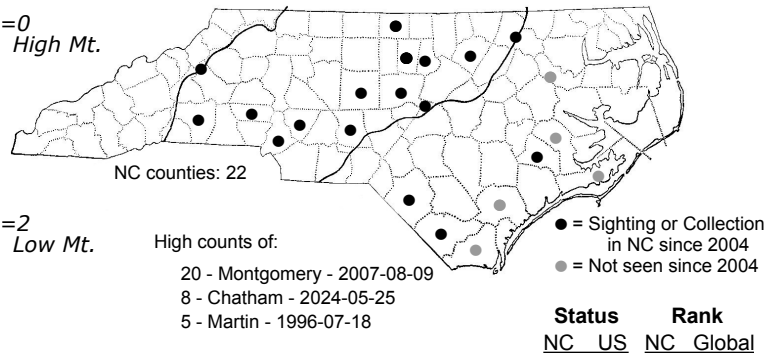 =0
High Mt.
NC counties: 22
=2
Low Mt.
High counts of:
20 - Montgomery - 2007-08-09
8 - Chatham - 2024-05-25
5 - Martin - 1996-07-18
= Sighting or Collection
in NC since 2004
= Not seen since 2004
Status Rank
NC US NC Global